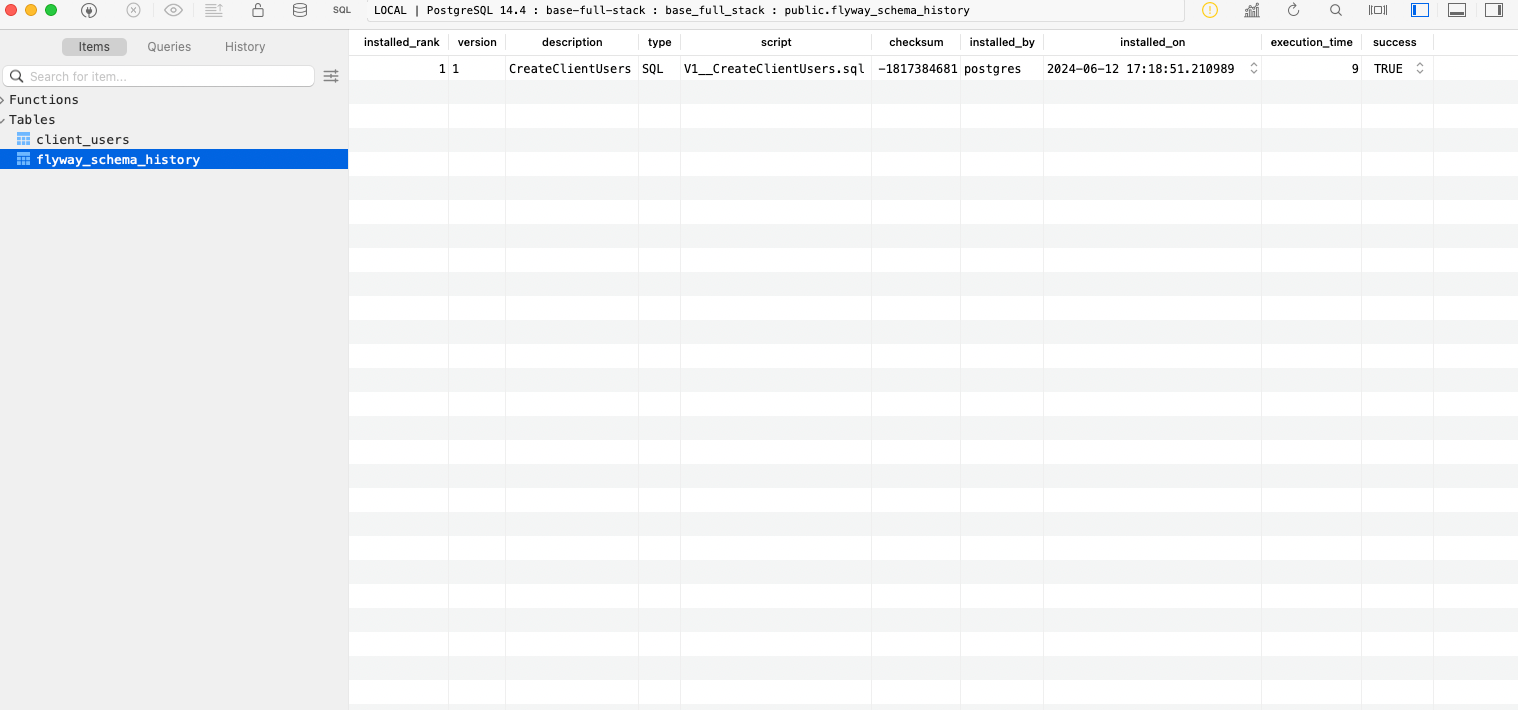 SQL LOCAL | PostgreSQL 14.4 : base-full-stack : base_full_stack : public.flyway_schema_history
Items Queries History
Search for item...
Functions
Tables
client_users
flyway_schema_history
installed_rank version description type script checksum installed_by installed_on execution_time success
1 1 CreateClientUsers SQL V1__CreateClientUsers.sql -1817384681 postgres 2024-06-12 17:18:51.210989 9 TRUE